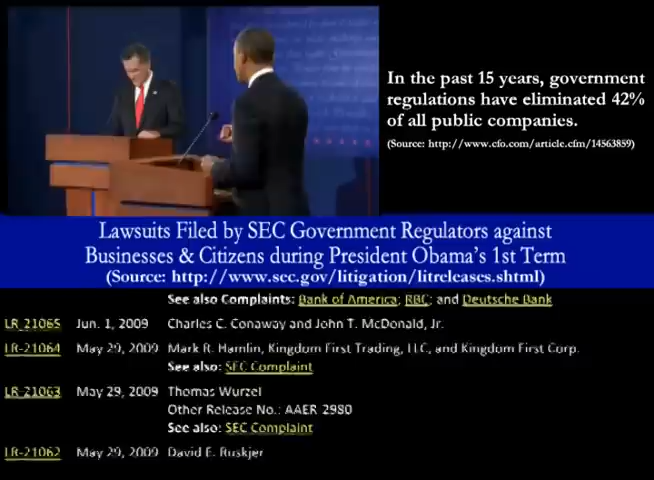 In the past 15 years, government
regulations have eliminated 42%
of all public companies.
(Source: http://www.cfo.com/article.cfm/14563859)
Lawsuits Filed by SEC Government Regulators against
Businesses & Citizens during President Obama's 1st Term
(Source: http://www.sec.gov/litigation/litreleases.shtml)
See also Complaints: Bank of America; RBC; and Deutsche Bank
LR-21065 Jun. 1, 2009 Charles C. Conaway and John T. McDonald, Jr.
LR-21064 May 29, 2009 Mark R. Hamlin, Kingdom First Trading, LLC, and Kingdom First Corp.
See also: SEC Complaint
LR-21063 May 29, 2009 Thomas Wurzel
Other Release No.: AAER-2980
See also: SEC Complaint
LR-21062 May 29, 2009 David E. Ruskjer